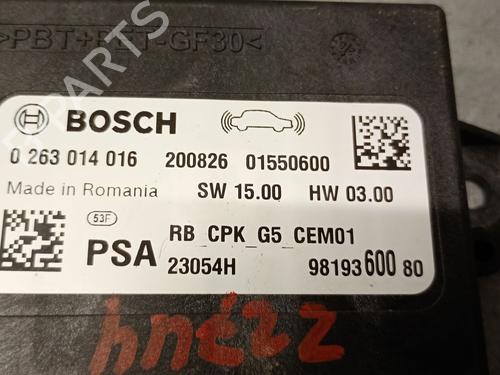 >PBT+PET-GF30<
BOSCH
0 263 014 016 200826 01550600
Made in Romania SW 15.00 HW 03.00
53F
PSA RB_CPK_G5_CEM01
23054H 98193600 80